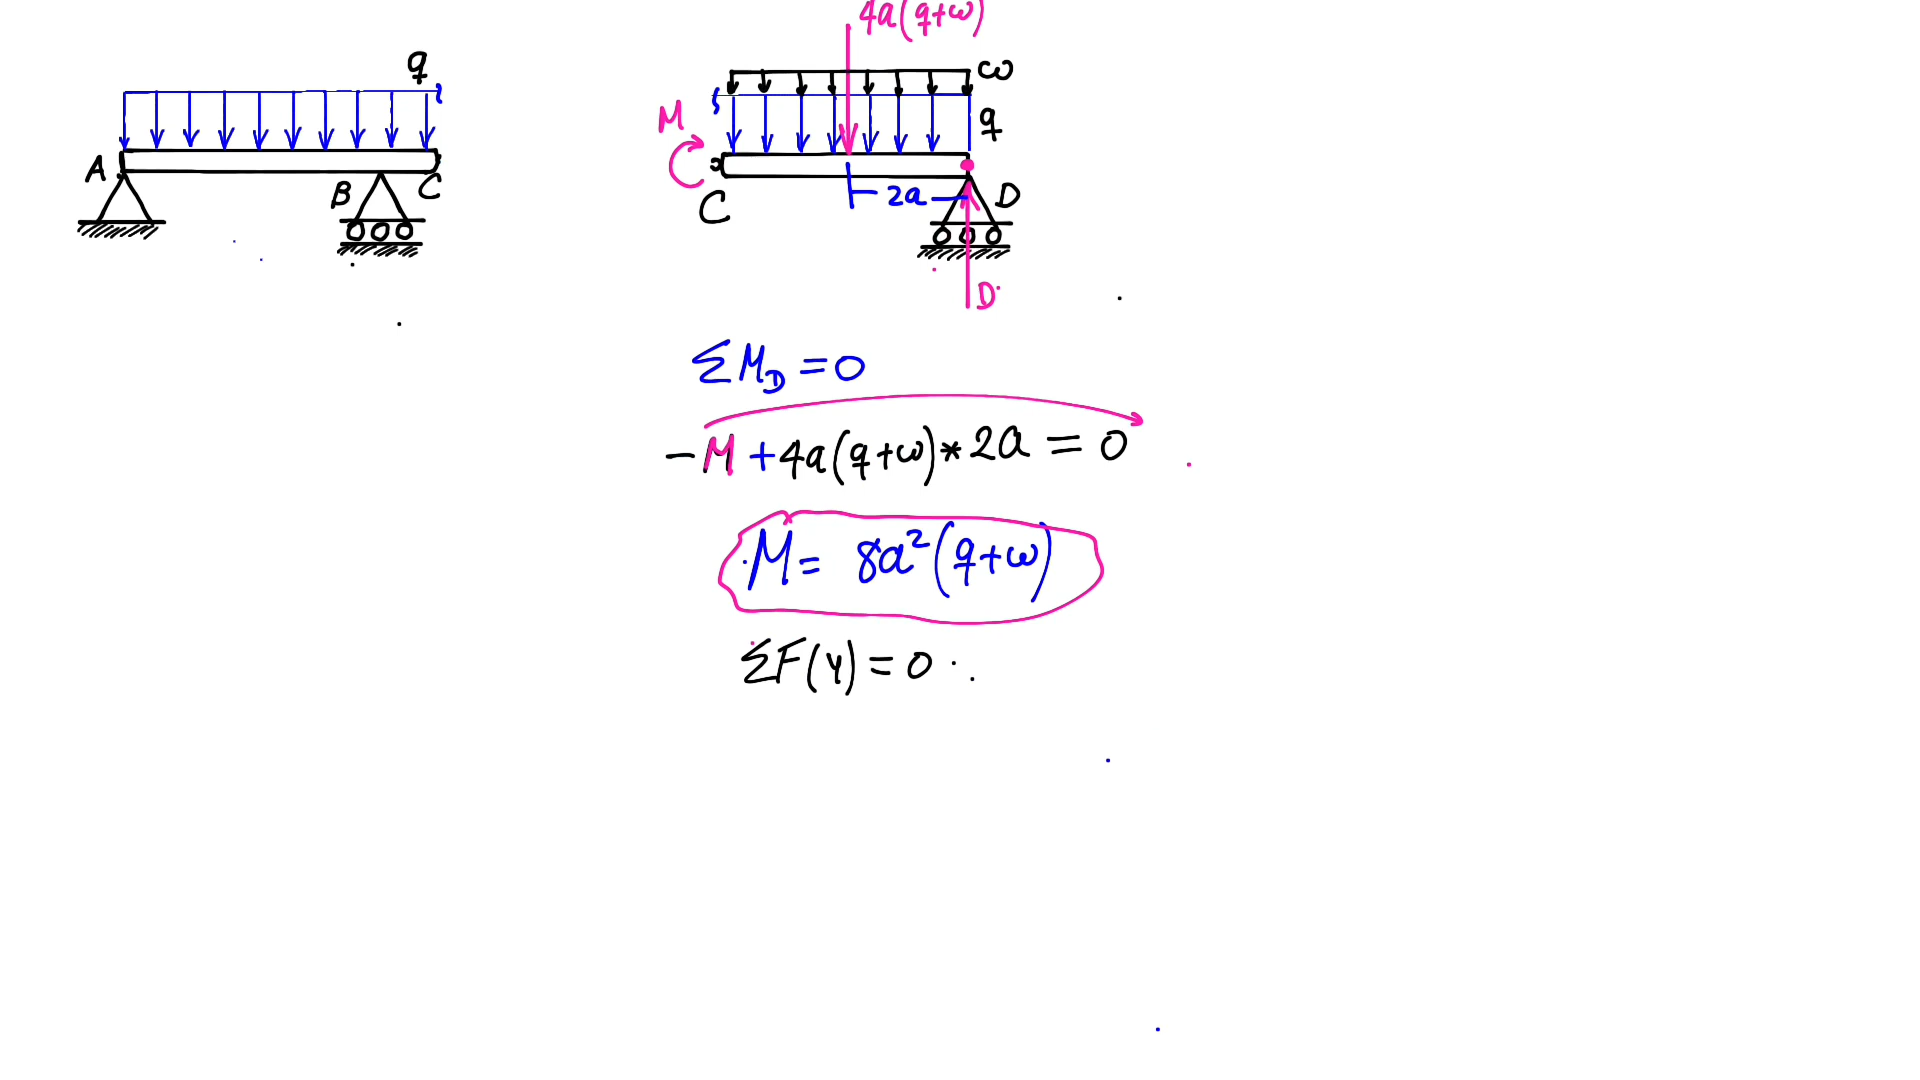 4a(q+ω)
q
ω
M
q
A
B
C
C
2a
D
D
ΣM_D = 0
-M + 4a(q+ω)*2a = 0
M = 8a²(q+ω)
ΣF(y) = 0